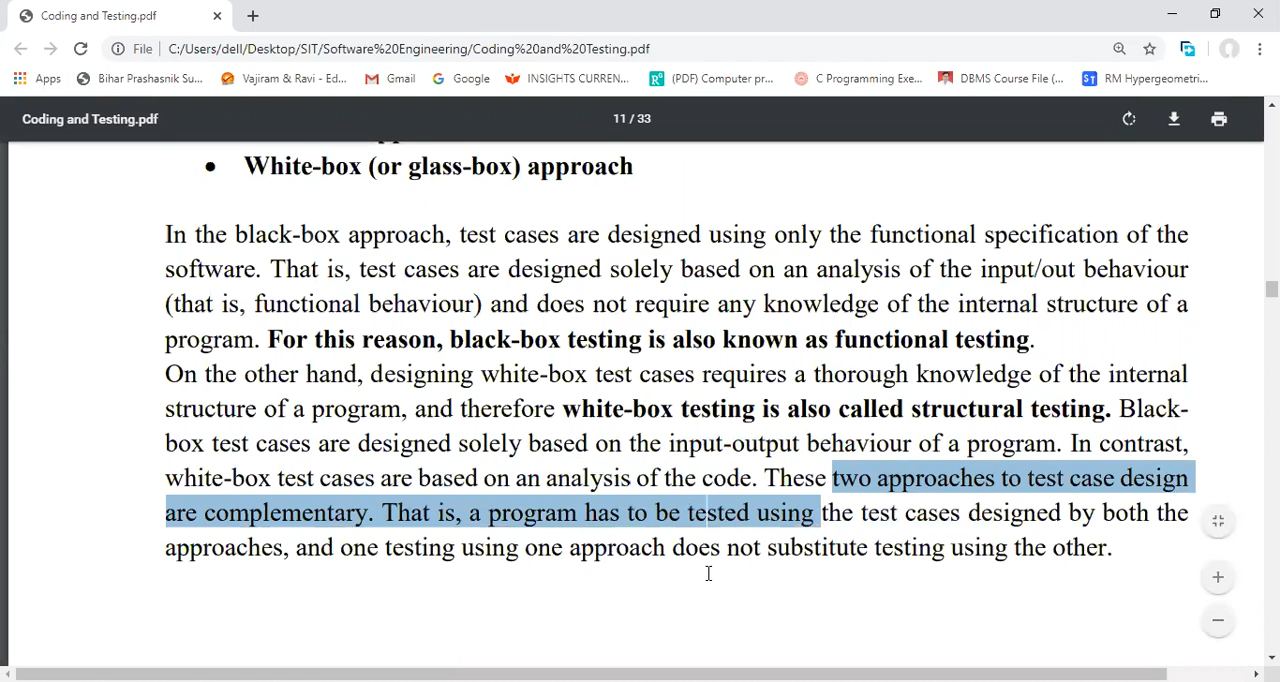 Coding and Testing.pdf
File C:/Users/dell/Desktop/SIT/Software%20Engineering/Coding%20and%20Testing.pdf
Apps Bihar Prashasnik Su... Vajiram & Ravi - Ed... Gmail Google INSIGHTS CURREN... (PDF) Computer pr... C Programming Exe... DBMS Course File (... RM Hypergeometri...
Coding and Testing.pdf 11 / 33
• White-box (or glass-box) approach
In the black-box approach, test cases are designed using only the functional specification of the
software. That is, test cases are designed solely based on an analysis of the input/out behaviour
(that is, functional behaviour) and does not require any knowledge of the internal structure of a
program. For this reason, black-box testing is also known as functional testing.
On the other hand, designing white-box test cases requires a thorough knowledge of the internal
structure of a program, and therefore white-box testing is also called structural testing. Black-
box test cases are designed solely based on the input-output behaviour of a program. In contrast,
white-box test cases are based on an analysis of the code. These two approaches to test case design
are complementary. That is, a program has to be tested using the test cases designed by both the
approaches, and one testing using one approach does not substitute testing using the other.